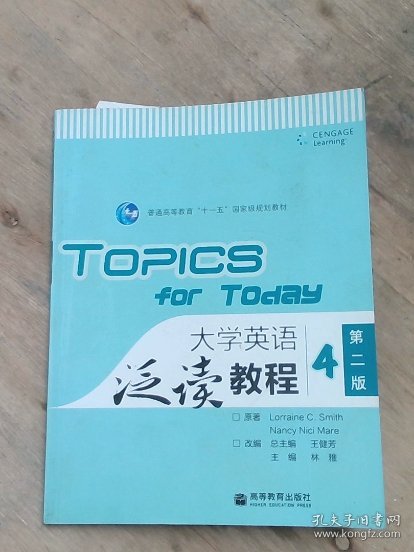 CENGAGE
Learning™
普通高等教育“十一五”国家级规划教材
TOPICS
for Today
大学英语
泛读教程
4
第二版
□ 原著 Lorraine C. Smith
Nancy Nici Mare
□ 改编 总主编 王健芳
主 编 林 雅
高等教育出版社
HIGHER EDUCATION PRESS
孔夫子旧书网
kongfz.com